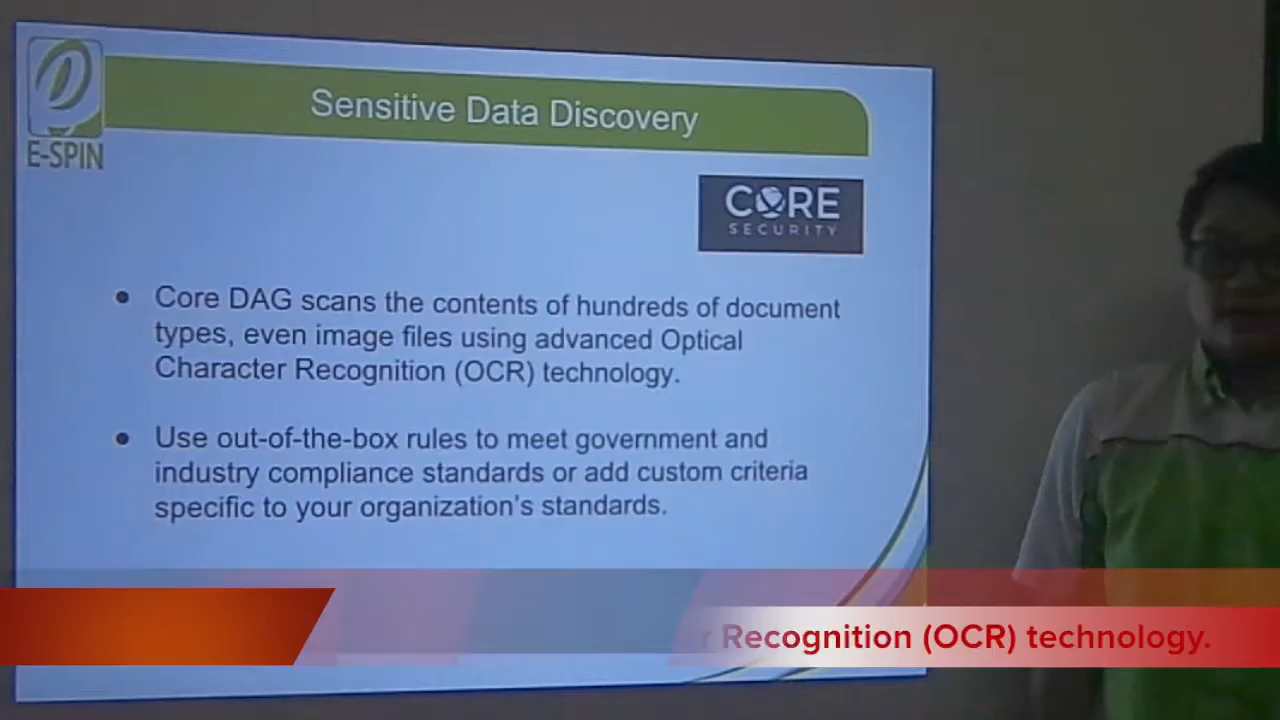 Sensitive Data Discovery
E-SPIN
CORE
SECURITY
• Core DAG scans the contents of hundreds of document
types, even image files using advanced Optical
Character Recognition (OCR) technology.
• Use out-of-the-box rules to meet government and
industry compliance standards or add custom criteria
specific to your organization's standards.
r Recognition (OCR) technology.